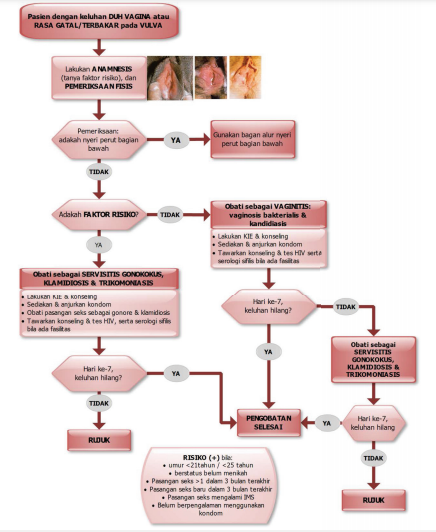 Pasien dengan keluhan DUH VAGINA atau
RASA GATAL/TERBAKAR pada VULVA
Lakukan ANAMNESIS
(tanya faktor risiko), dan
PEMERIKSAAN FISIS
Pemeriksaan:
adakah nyeri perut bagian
bawah
YA
Gunakan bagan alur nyeri
perut bagian bawah
TIDAK
Adakah FAKTOR RISIKO?
TIDAK
Obati sebagai VAGINITIS:
vaginosis bakterialis &
kandidiasis
• Lakukan KIE & konseling
• Sediakan & anjurkan kondom
• Tawarkan konseling & tes HIV serta
serologi sifilis bila ada fasilitas
YA
Obati sebagai SERVISITIS GONOKOKUS,
KLAMIDIOSIS & TRIKOMONIASIS
• Lakukan KIE & konseling
• Sediakan & anjurkan kondom
• Obati pasangan seks sebagai gonore & klamidiosis
• Tawarkan konseling & tes HIV, serta serologi sifilis
bila ada fasilitas
Hari ke-7,
keluhan hilang?
TIDAK
YA
Obati sebagai
SERVISITIS
GONOKOKUS,
KLAMIDIOSIS
& TRIKOMONIASIS
Hari ke-7,
keluhan hilang?
YA
TIDAK
RUJUK
PENGOBATAN
SELESAI
YA
Hari ke-7,
keluhan hilang
TIDAK
RUJUK
RISIKO (+) bila:
• umur <21tahun / <25 tahun
• berstatus belum menikah
• Pasangan seks >1 dalam 3 bulan terakhir
• Pasangan seks baru dalam 3 bulan terakhir
• Pasangan seks mengalami IMS
• Belum berpengalaman menggunakan
kondom